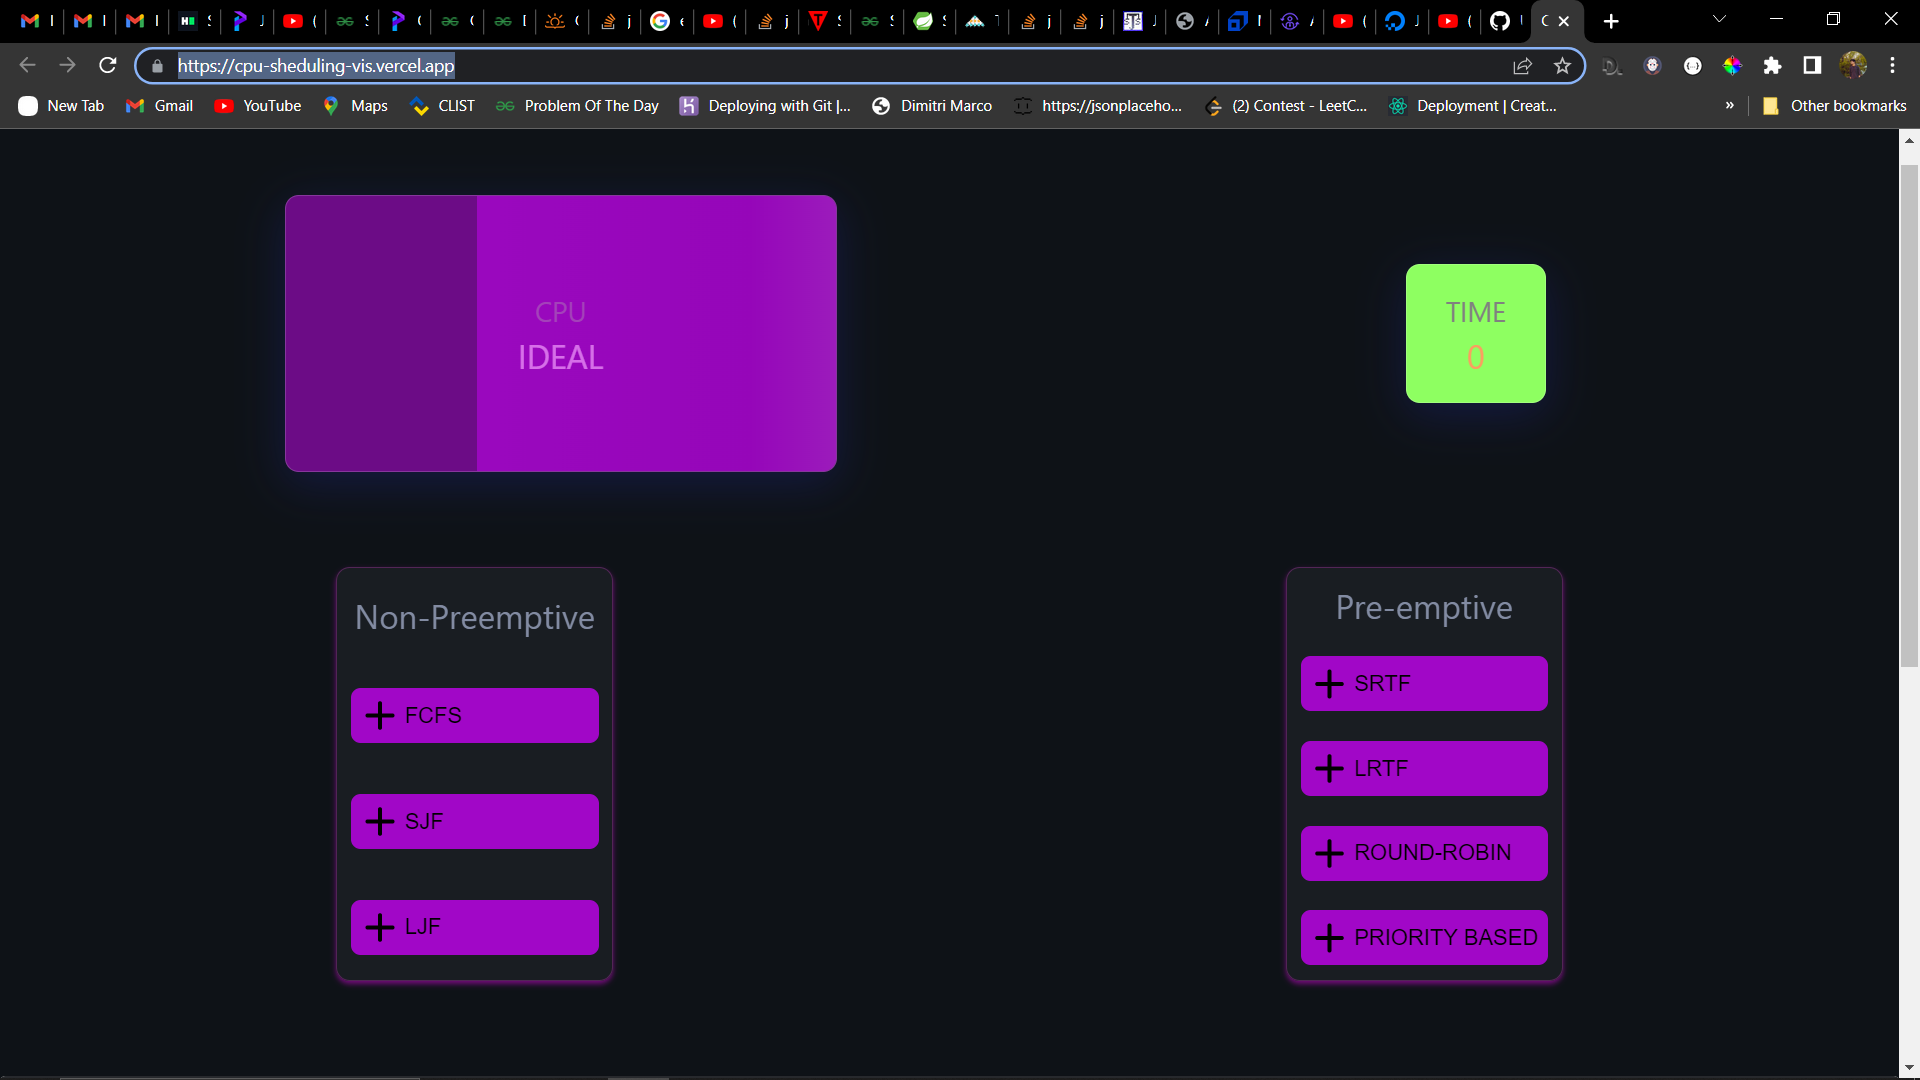 https://cpu-sheduling-vis.vercel.app
New Tab
Gmail
YouTube
Maps
CLIST
Problem Of The Day
Deploying with Git |...
Dimitri Marco
https://jsonplaceho...
(2) Contest - LeetC...
Deployment | Creat...
»
Other bookmarks
CPU
IDEAL
TIME
0
Non-Preemptive
FCFS
SJF
LJF
Pre-emptive
SRTF
LRTF
ROUND-ROBIN
PRIORITY BASED